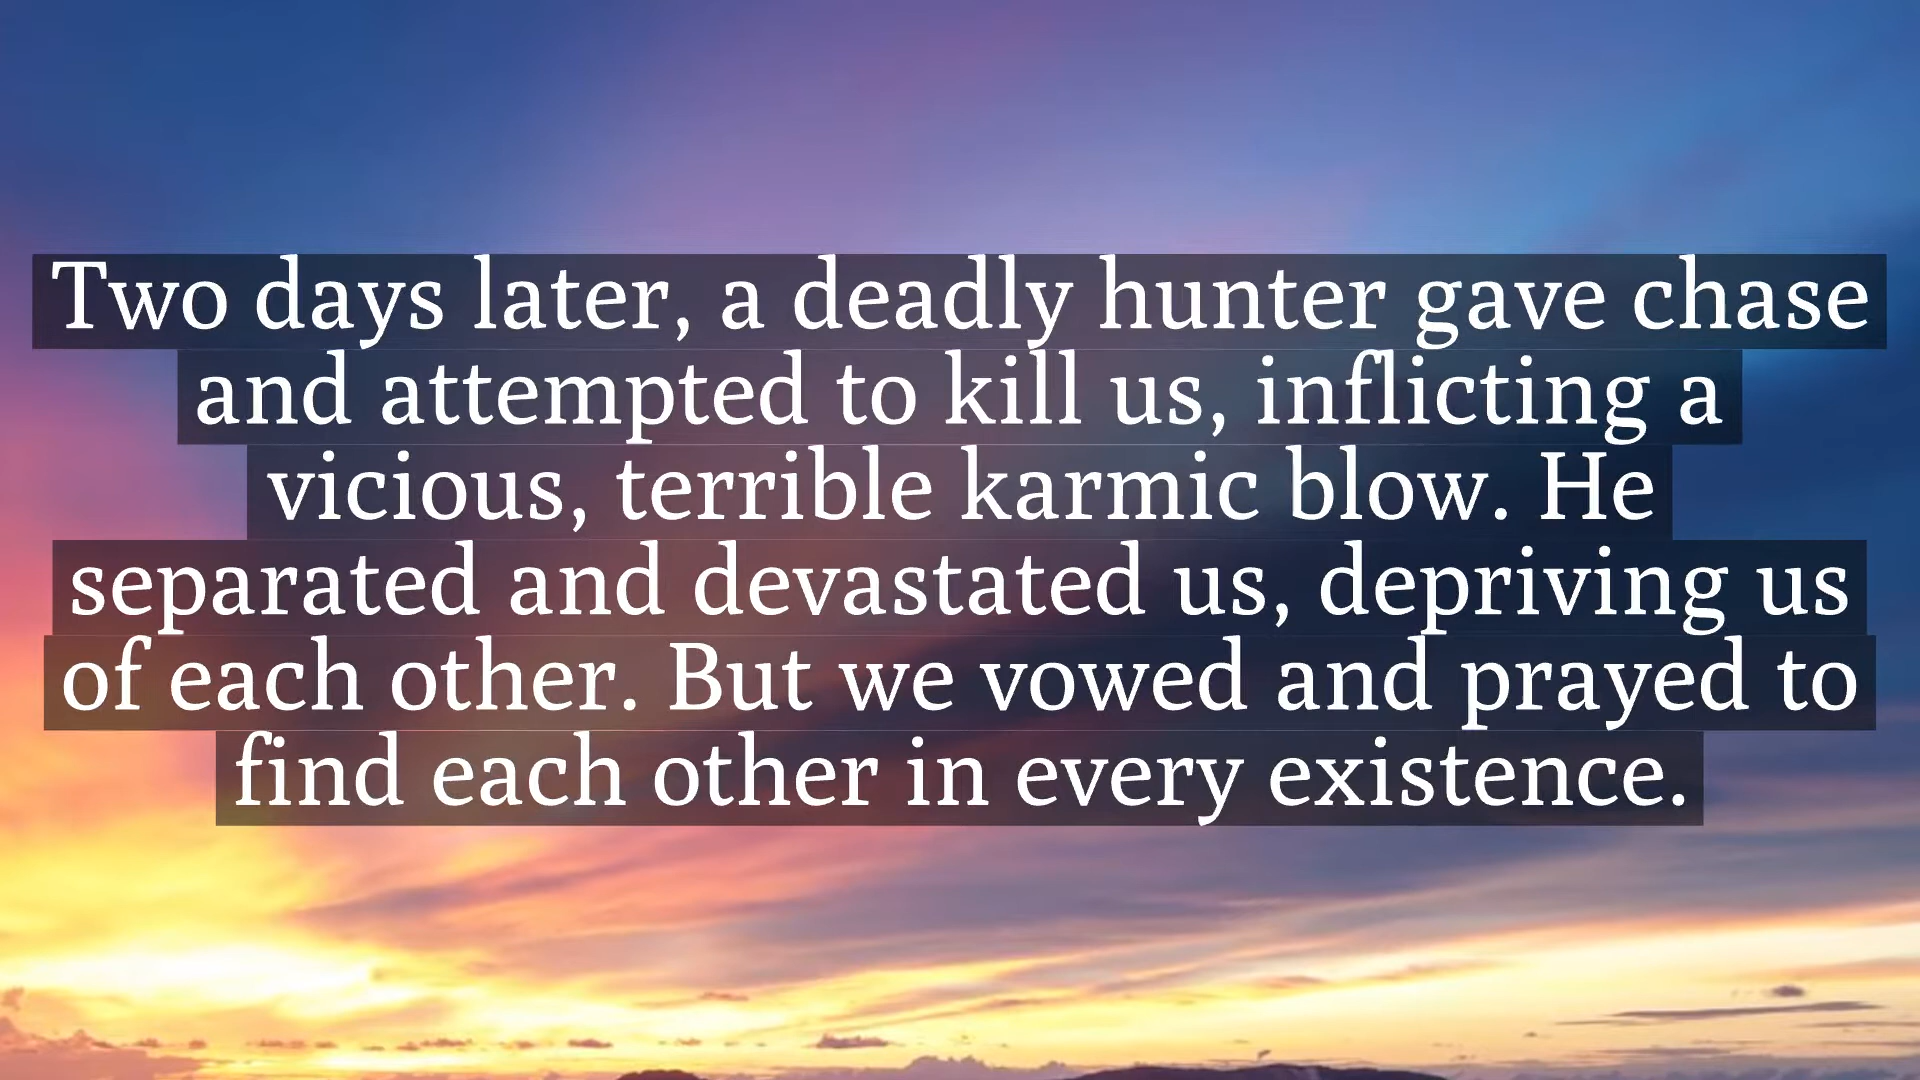 Two days later, a deadly hunter gave chase
and attempted to kill us, inflicting a
vicious, terrible karmic blow. He
separated and devastated us, depriving us
of each other. But we vowed and prayed to
find each other in every existence.